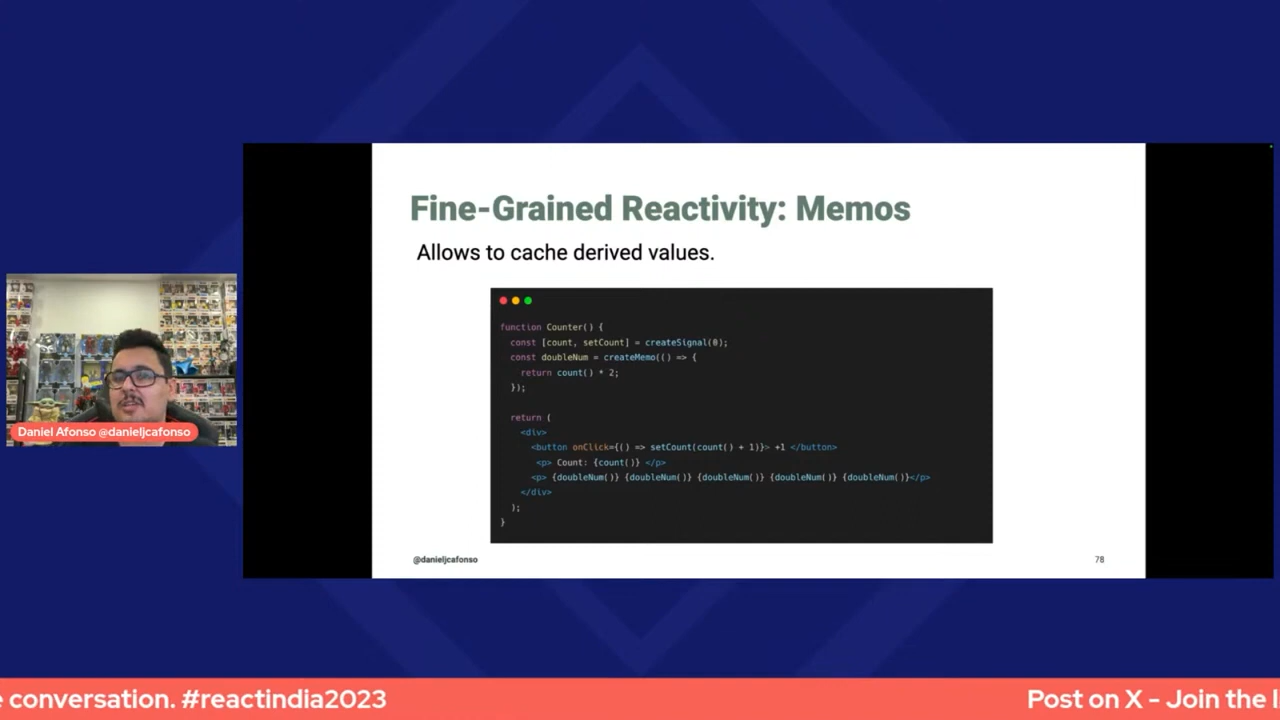 Fine-Grained Reactivity: Memos
Allows to cache derived values.
function Counter() {
const [count, setCount] = createSignal(0);
const doubleNum = createMemo(() => {
return count() * 2;
});
return (
<div>
<button onClick={() => setCount(count() + 1)}> +1 </button>
<p> Count: {count()} </p>
<p> {doubleNum()} {doubleNum()} {doubleNum()} {doubleNum()} {doubleNum()}</p>
</div>
);
}
@danieljcafonso
78
Daniel Afonso @danieljcafonso
e conversation. #reactindia2023
Post on X - Join the l